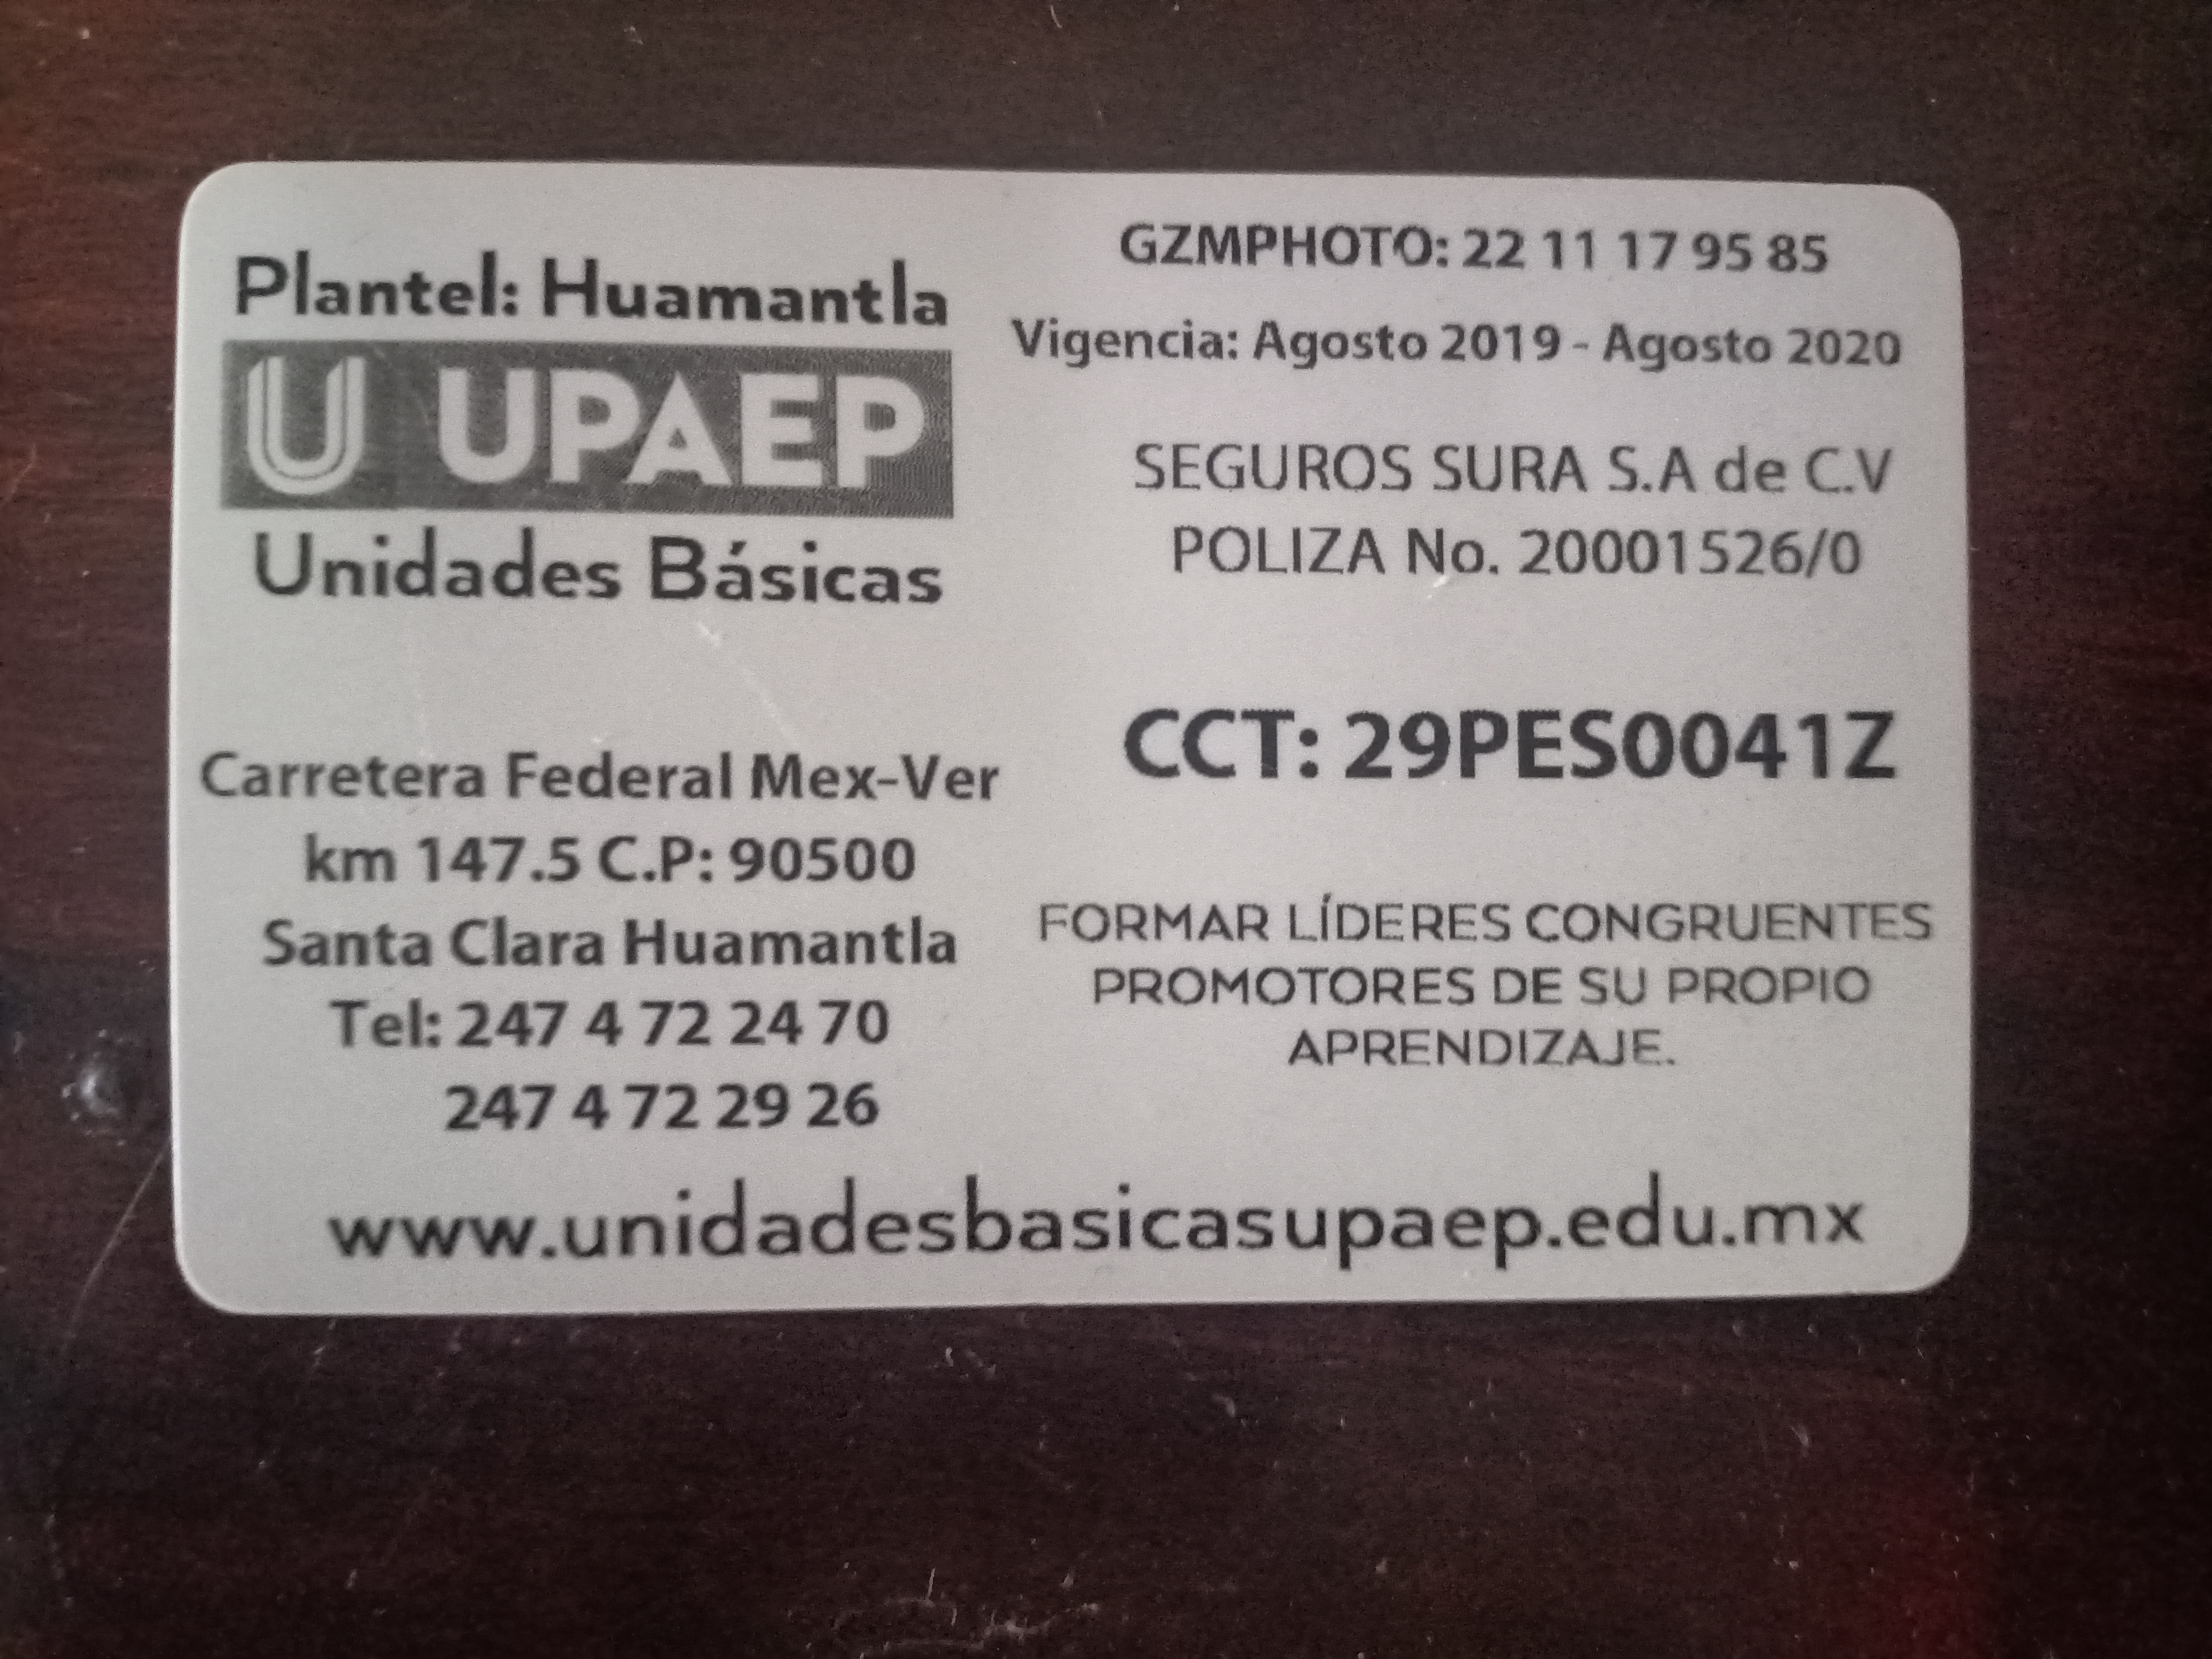 Plantel: Huamantla
U UPAEP
Unidades Básicas
Carretera Federal Mex-Ver
km 147.5 C.P: 90500
Santa Clara Huamantla
Tel: 247 4 72 24 70
247 4 72 29 26
GZMPHOTO: 22 11 17 95 85
Vigencia: Agosto 2019 - Agosto 2020
SEGUROS SURA S.A de C.V
POLIZA No. 20001526/0
CCT: 29PES0041Z
FORMAR LÍDERES CONGRUENTES
PROMOTORES DE SU PROPIO
APRENDIZAJE.
www.unidadesbasicasupaep.edu.mx